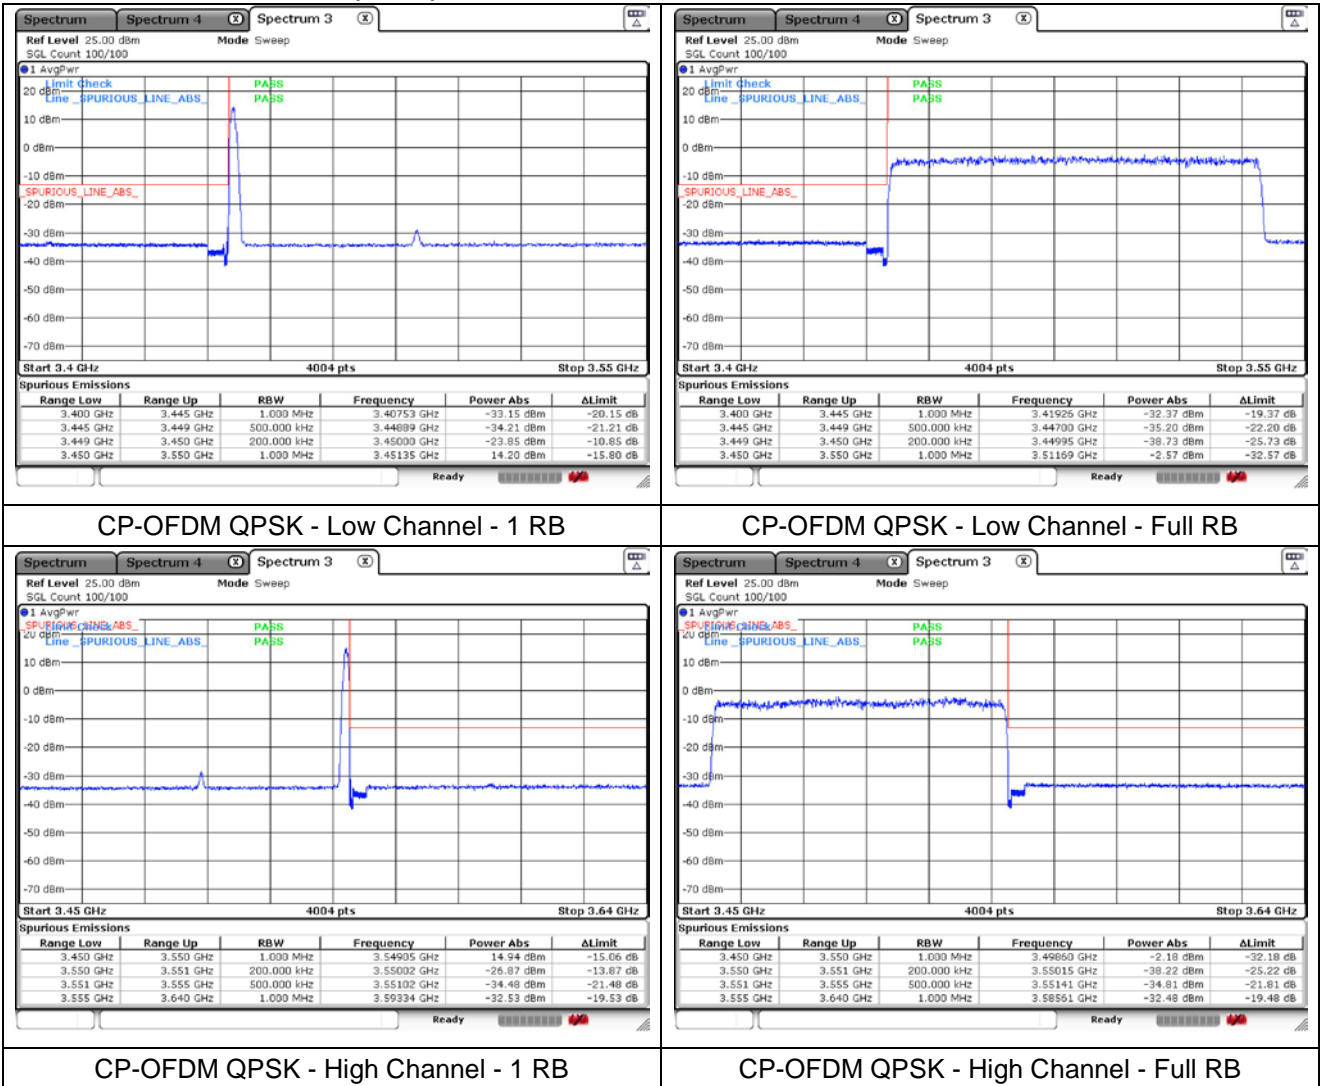 Spectrum Spectrum 4 X Spectrum 3 X
Ref Level 25.00 dBm Mode Sweep
SGL Count 100/100
1 AvgPwr
Limit Check PASS
20 dBm
Line _SPURIOUS_LINE_ABS_ PASS
10 dBm
0 dBm
-10 dBm
_SPURIOUS_LINE_ABS_
-20 dBm
-30 dBm
-40 dBm
-50 dBm
-60 dBm
-70 dBm
Start 3.4 GHz 4004 pts Stop 3.55 GHz
Spurious Emissions
Range Low Range Up RBW Frequency Power Abs ΔLimit
3.400 GHz 3.445 GHz 1.000 MHz 3.40753 GHz -33.15 dBm -20.15 dB
3.445 GHz 3.449 GHz 500.000 kHz 3.44889 GHz -34.21 dBm -21.21 dB
3.449 GHz 3.450 GHz 200.000 kHz 3.45000 GHz -23.85 dBm -10.85 dB
3.450 GHz 3.550 GHz 1.000 MHz 3.45135 GHz 14.20 dBm -15.80 dB
Ready
CP-OFDM QPSK - Low Channel - 1 RB
Spectrum Spectrum 4 X Spectrum 3 X
Ref Level 25.00 dBm Mode Sweep
SGL Count 100/100
1 AvgPwr
Limit Check PASS
20 dBm
Line _SPURIOUS_LINE_ABS_ PASS
10 dBm
0 dBm
-10 dBm
_SPURIOUS_LINE_ABS_
-20 dBm
-30 dBm
-40 dBm
-50 dBm
-60 dBm
-70 dBm
Start 3.4 GHz 4004 pts Stop 3.55 GHz
Spurious Emissions
Range Low Range Up RBW Frequency Power Abs ΔLimit
3.400 GHz 3.445 GHz 1.000 MHz 3.41926 GHz -32.37 dBm -19.37 dB
3.445 GHz 3.449 GHz 500.000 kHz 3.44700 GHz -35.20 dBm -22.20 dB
3.449 GHz 3.450 GHz 200.000 kHz 3.44995 GHz -38.73 dBm -25.73 dB
3.450 GHz 3.550 GHz 1.000 MHz 3.51169 GHz -2.57 dBm -32.57 dB
Ready
CP-OFDM QPSK - Low Channel - Full RB
Spectrum Spectrum 4 X Spectrum 3 X
Ref Level 25.00 dBm Mode Sweep
SGL Count 100/100
1 AvgPwr
_SPURIOUS_LINE_ABS_
Limit Check PASS
20 dBm
Line _SPURIOUS_LINE_ABS_ PASS
10 dBm
0 dBm
-10 dBm
-20 dBm
-30 dBm
-40 dBm
-50 dBm
-60 dBm
-70 dBm
Start 3.45 GHz 4004 pts Stop 3.64 GHz
Spurious Emissions
Range Low Range Up RBW Frequency Power Abs ΔLimit
3.450 GHz 3.550 GHz 1.000 MHz 3.54905 GHz 14.94 dBm -15.06 dB
3.550 GHz 3.551 GHz 200.000 kHz 3.55002 GHz -26.87 dBm -13.87 dB
3.551 GHz 3.555 GHz 500.000 kHz 3.55102 GHz -34.48 dBm -21.48 dB
3.555 GHz 3.640 GHz 1.000 MHz 3.59334 GHz -32.53 dBm -19.53 dB
Ready
CP-OFDM QPSK - High Channel - 1 RB
Spectrum Spectrum 4 X Spectrum 3 X
Ref Level 25.00 dBm Mode Sweep
SGL Count 100/100
1 AvgPwr
_SPURIOUS_LINE_ABS_
Limit Check PASS
20 dBm
Line _SPURIOUS_LINE_ABS_ PASS
10 dBm
0 dBm
-10 dBm
-20 dBm
-30 dBm
-40 dBm
-50 dBm
-60 dBm
-70 dBm
Start 3.45 GHz 4004 pts Stop 3.64 GHz
Spurious Emissions
Range Low Range Up RBW Frequency Power Abs ΔLimit
3.450 GHz 3.550 GHz 1.000 MHz 3.49860 GHz -2.18 dBm -32.18 dB
3.550 GHz 3.551 GHz 200.000 kHz 3.55015 GHz -38.22 dBm -25.22 dB
3.551 GHz 3.555 GHz 500.000 kHz 3.55141 GHz -34.81 dBm -21.81 dB
3.555 GHz 3.640 GHz 1.000 MHz 3.58561 GHz -32.48 dBm -19.48 dB
Ready
CP-OFDM QPSK - High Channel - Full RB